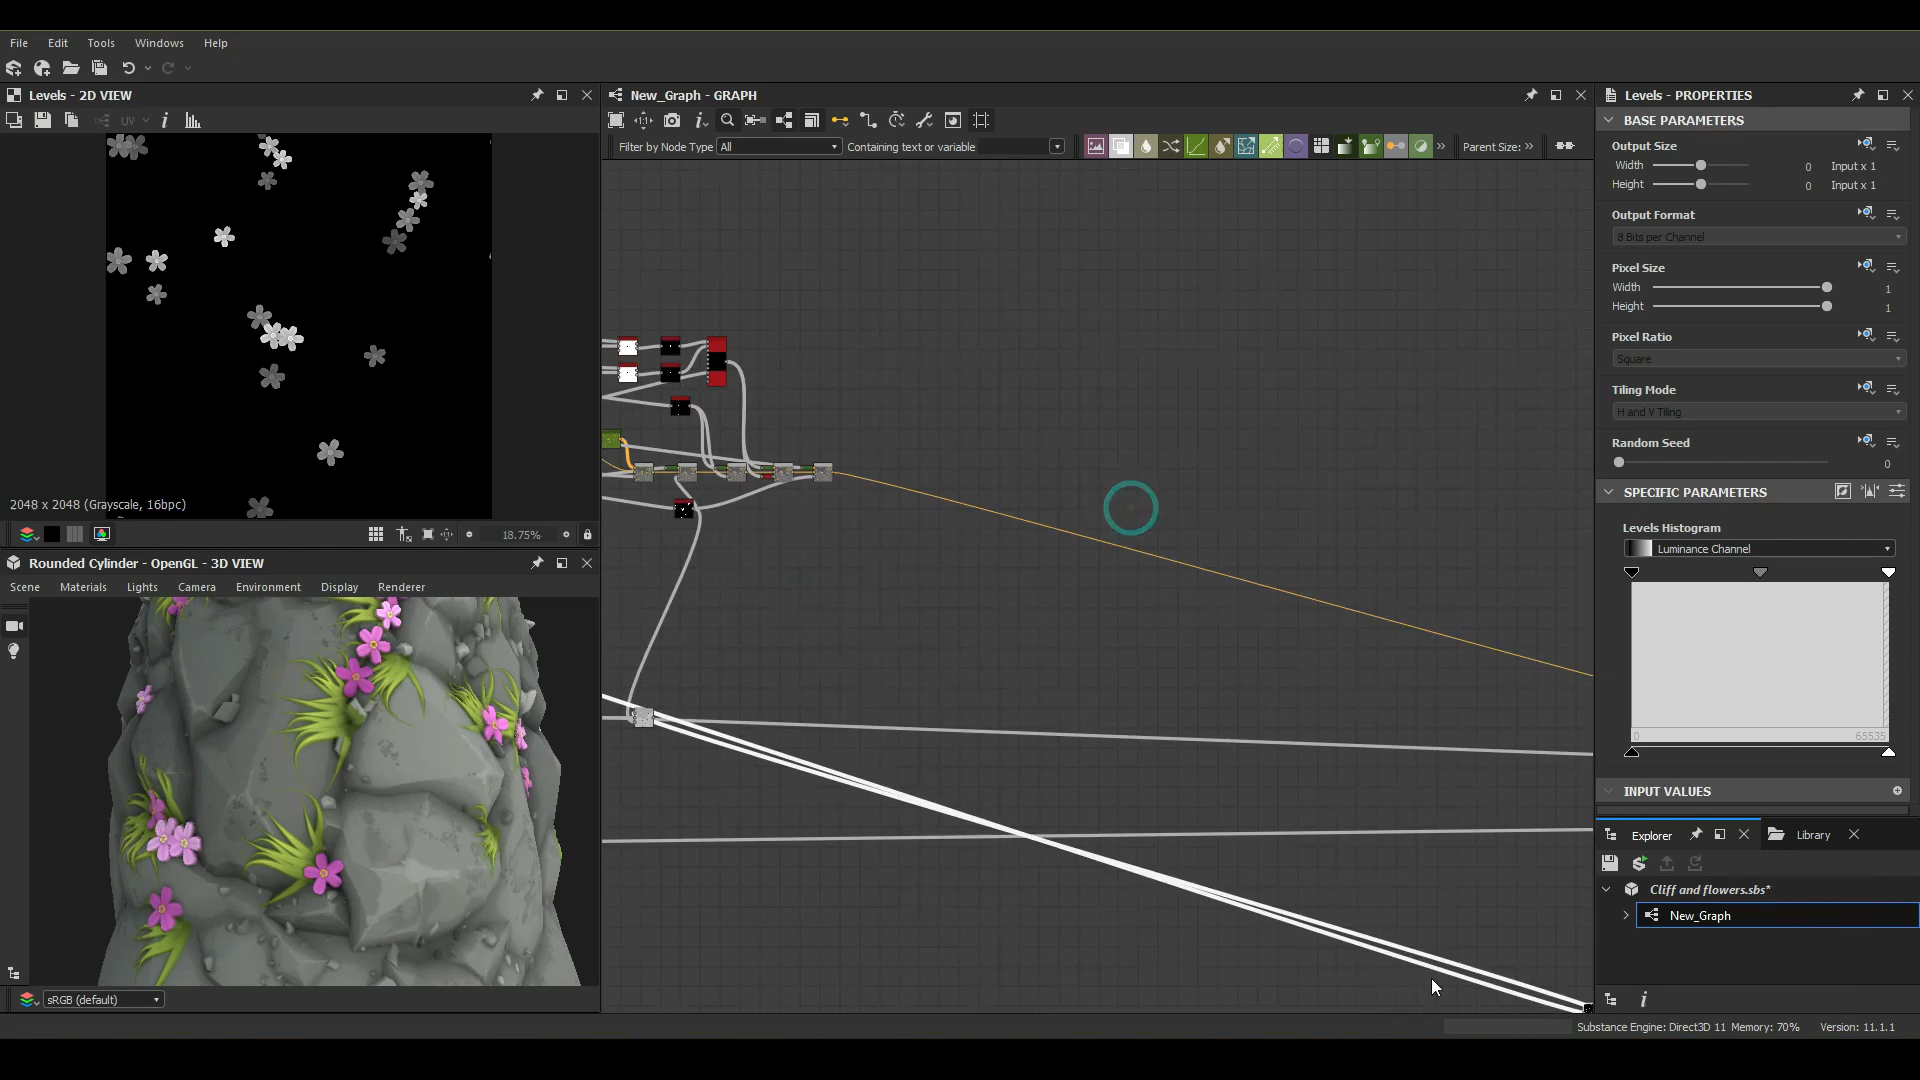 File Edit Tools Windows Help
Levels - 2D VIEW
UV
2048 x 2048 (Grayscale, 16bpc)
18.75%
Rounded Cylinder - OpenGL - 3D VIEW
Scene Materials Lights Camera Environment Display Renderer
sRGB (default)
New_Graph - GRAPH
Filter by Node Type All Containing text or variable Parent Size:
Levels - PROPERTIES
BASE PARAMETERS
Output Size
Width 0 Input x 1
Height 0 Input x 1
Output Format
8 Bits per Channel
Pixel Size
Width 1
Height 1
Pixel Ratio
Square
Tiling Mode
H and V Tiling
Random Seed
0
SPECIFIC PARAMETERS
Levels Histogram
Luminance Channel
0 65535
INPUT VALUES
Explorer Library
Cliff and flowers.sbs*
New_Graph
Substance Engine: Direct3D 11 Memory: 70% Version: 11.1.1